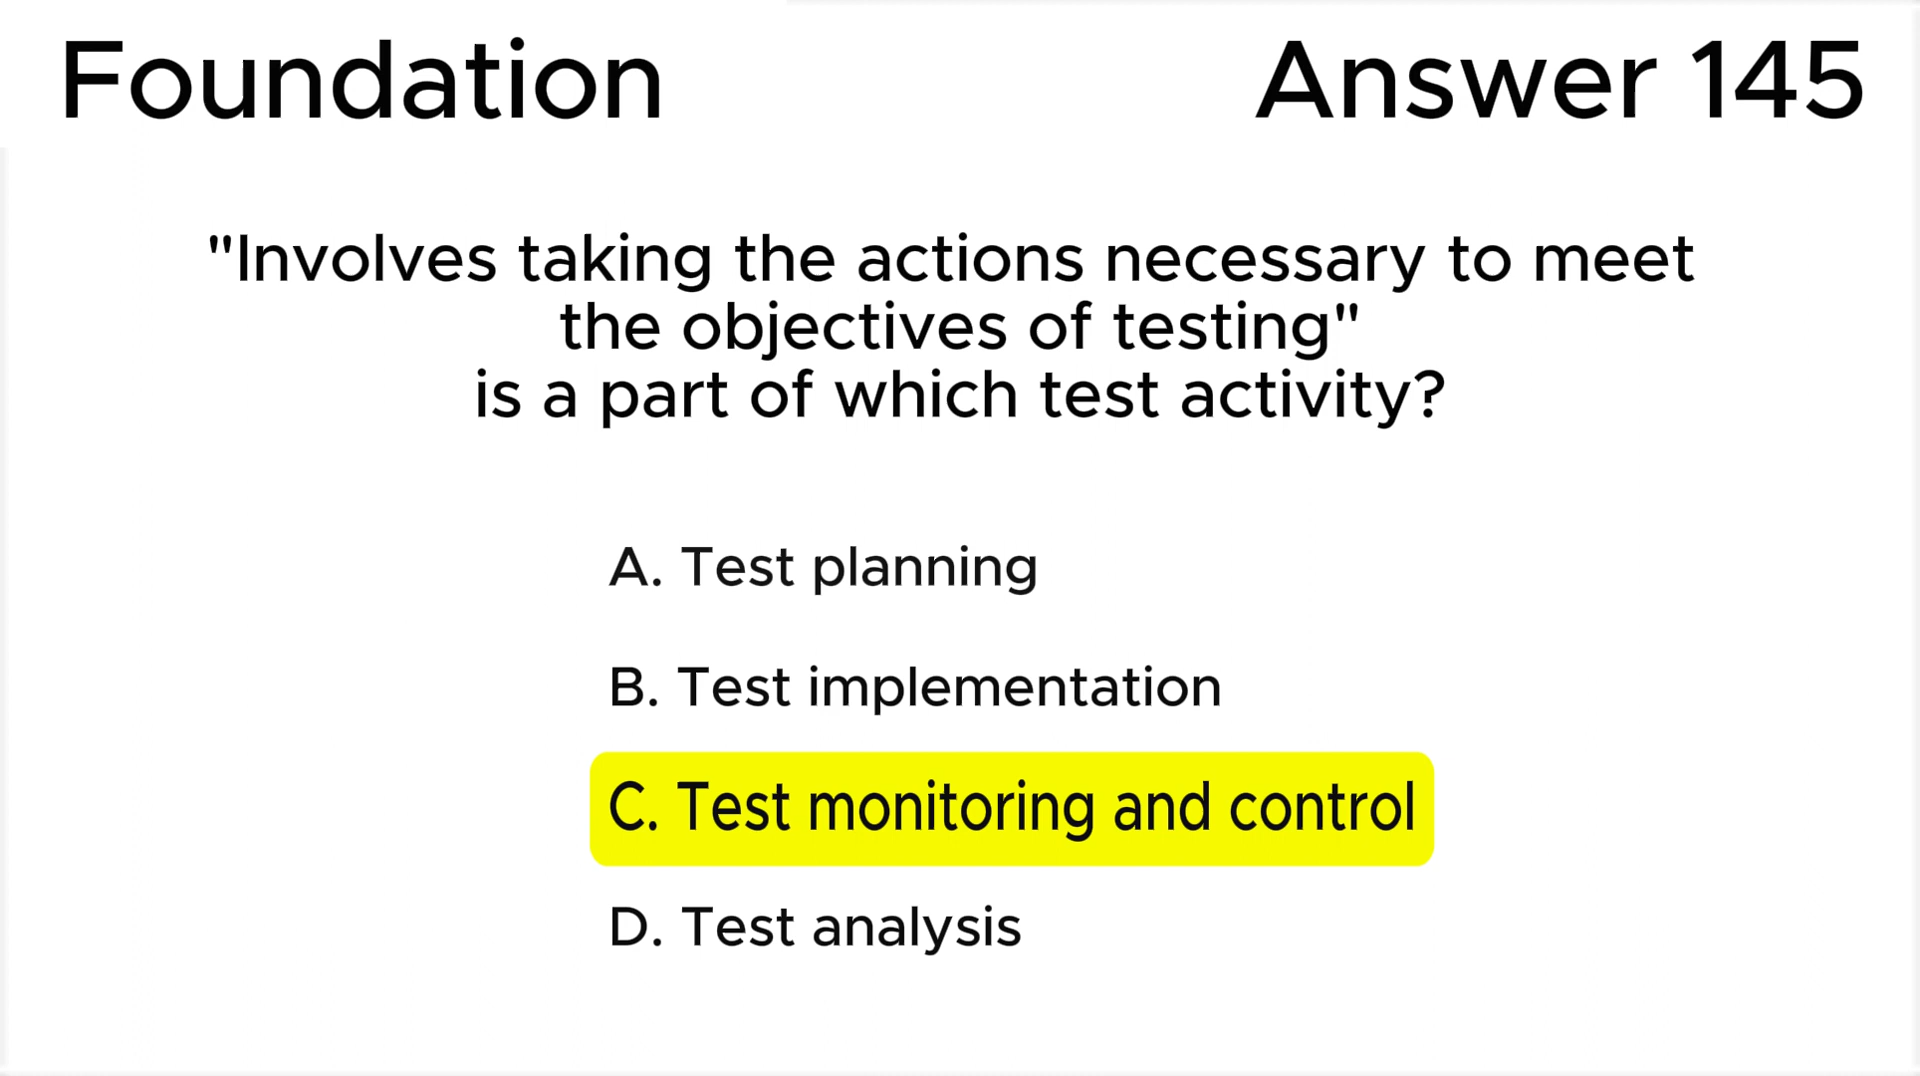 Foundation
Answer 145
"Involves taking the actions necessary to meet
the objectives of testing"
is a part of which test activity?
A. Test planning
B. Test implementation
C. Test monitoring and control
D. Test analysis